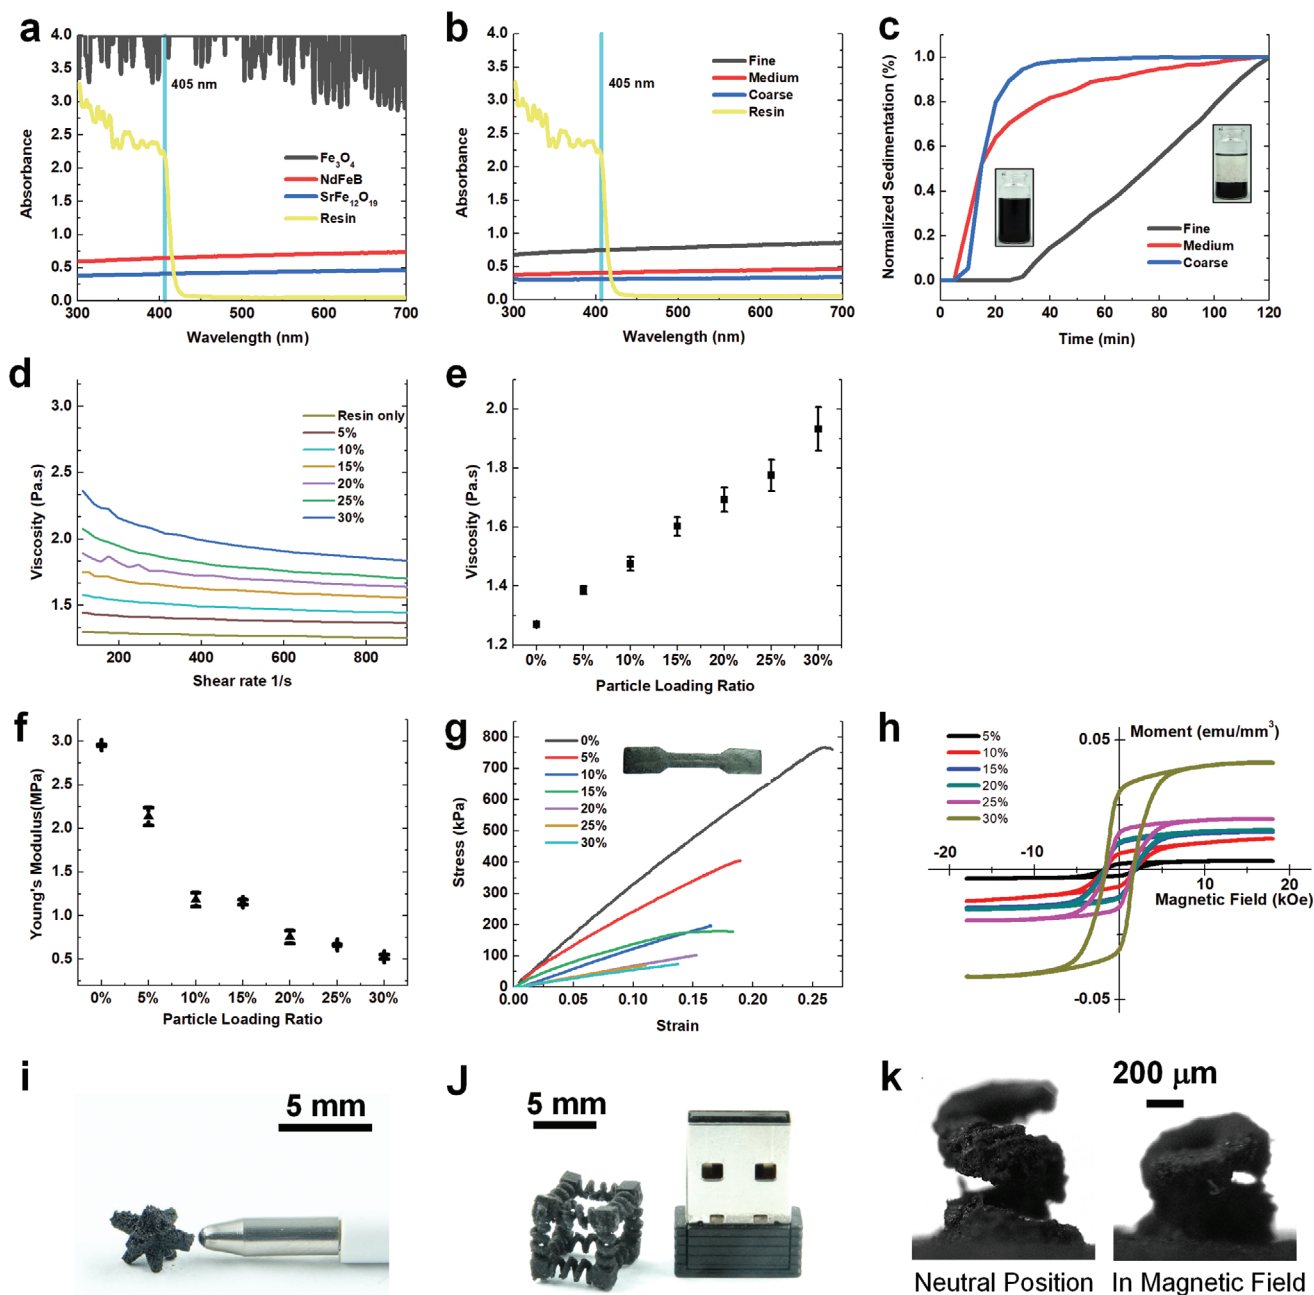 a
4.0
3.5
3.0
2.5
2.0
1.5
1.0
0.5
0.0
Absorbance
405 nm
Fe3O4
NdFeB
SrFe12O19
Resin
300
400
500
600
700
Wavelength (nm)
b
4.0
3.5
3.0
2.5
2.0
1.5
1.0
0.5
0.0
Absorbance
405 nm
Fine
Medium
Coarse
Resin
300
400
500
600
700
Wavelength (nm)
c
1.0
0.8
0.6
0.4
0.2
0.0
Normalized Sedimentation (%)
Fine
Medium
Coarse
0
20
40
60
80
100
120
Time (min)
d
3.0
2.5
2.0
1.5
Viscosity (Pa.s)
Resin only
5%
10%
15%
20%
25%
30%
200
400
600
800
Shear rate 1/s
e
2.0
1.8
1.6
1.4
1.2
Viscosity (Pa.s)
0%
5%
10%
15%
20%
25%
30%
Particle Loading Ratio
f
3.0
2.5
2.0
1.5
1.0
0.5
Young's Modulus(MPa)
0%
5%
10%
15%
20%
25%
30%
Particle Loading Ratio
g
800
700
600
500
400
300
200
100
0
Stress (kPa)
0%
5%
10%
15%
20%
25%
30%
0.00
0.05
0.10
0.15
0.20
0.25
Strain
h
5%
10%
15%
20%
25%
30%
Moment (emu/mm3)
0.05
-20
-10
10
20
Magnetic Field (kOe)
-0.05
i
5 mm
J
5 mm
k
200 µm
Neutral Position
In Magnetic Field